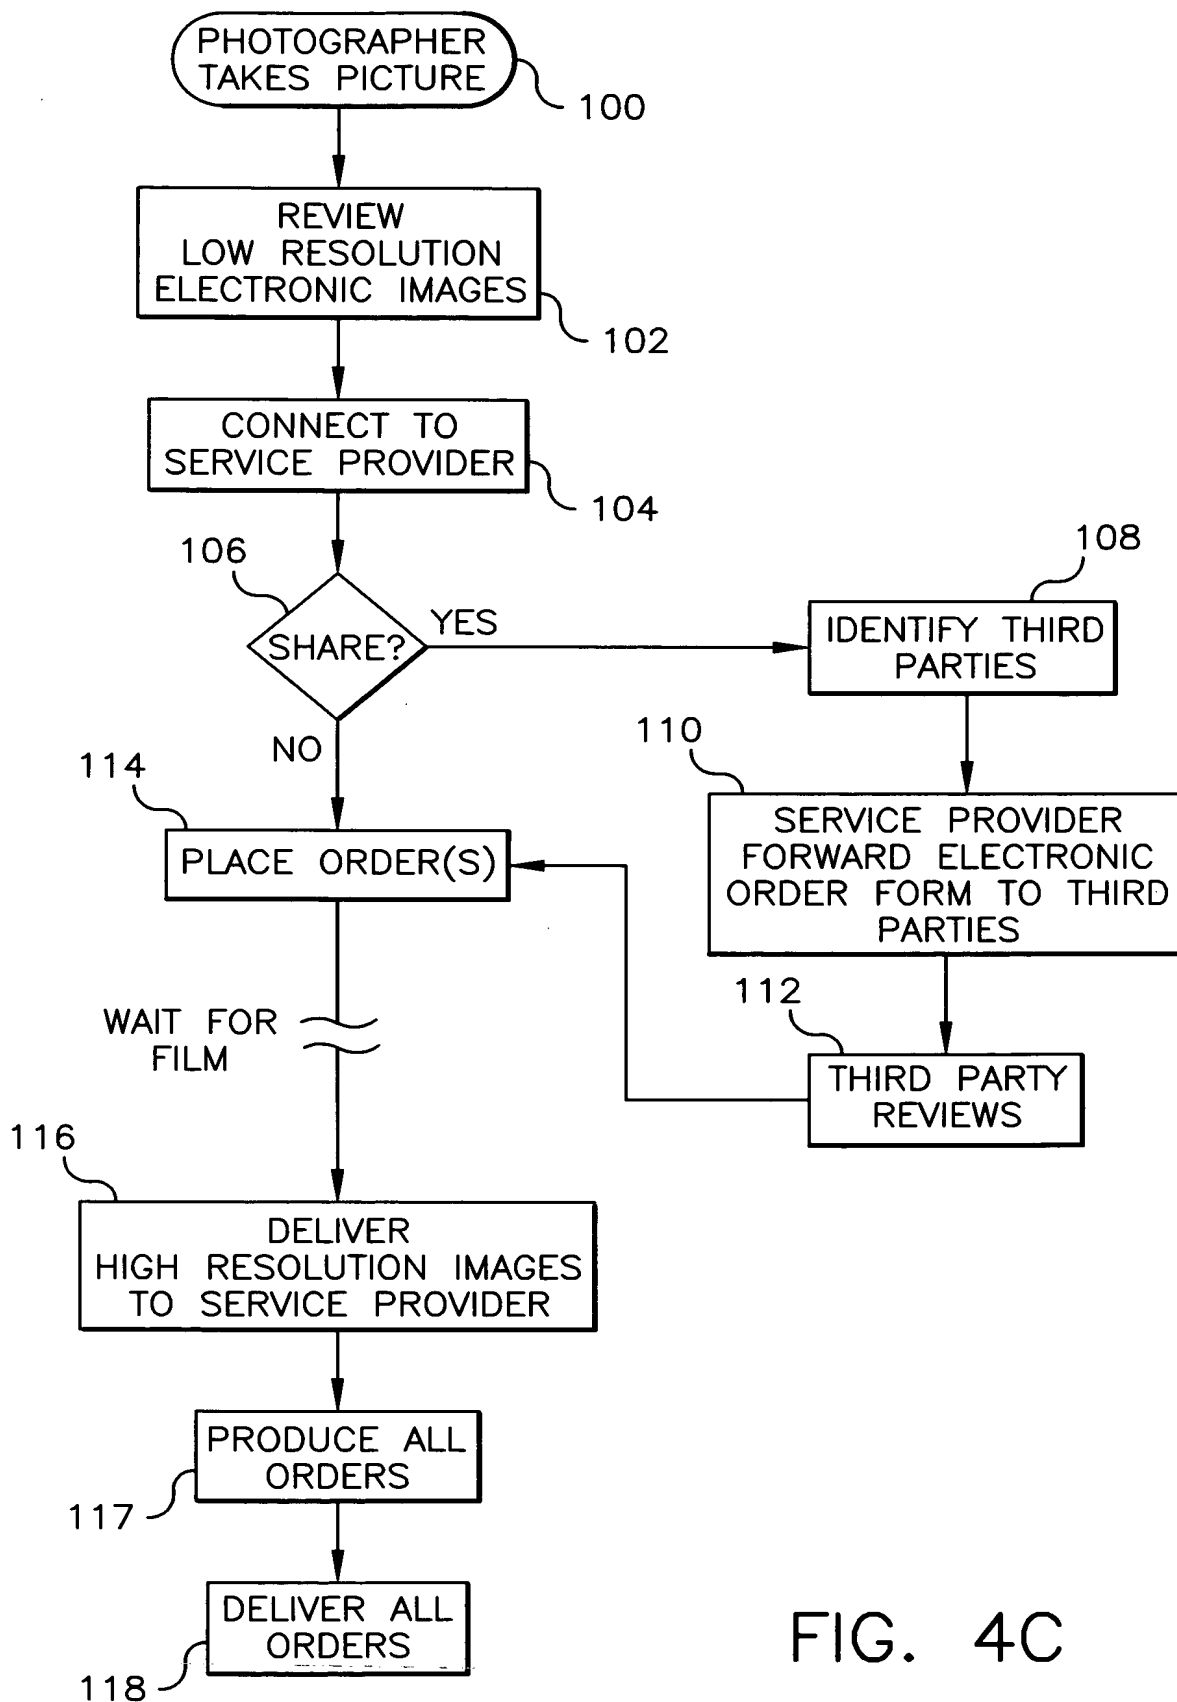 PHOTOGRAPHER
TAKES PICTURE
100
REVIEW
LOW RESOLUTION
ELECTRONIC IMAGES
102
CONNECT TO
SERVICE PROVIDER
104
106
SHARE?
YES
NO
108
IDENTIFY THIRD
PARTIES
110
SERVICE PROVIDER
FORWARD ELECTRONIC
ORDER FORM TO THIRD
PARTIES
112
THIRD PARTY
REVIEWS
114
PLACE ORDER(S)
WAIT FOR
FILM
116
DELIVER
HIGH RESOLUTION IMAGES
TO SERVICE PROVIDER
PRODUCE ALL
ORDERS
117
DELIVER ALL
ORDERS
118
FIG. 4C